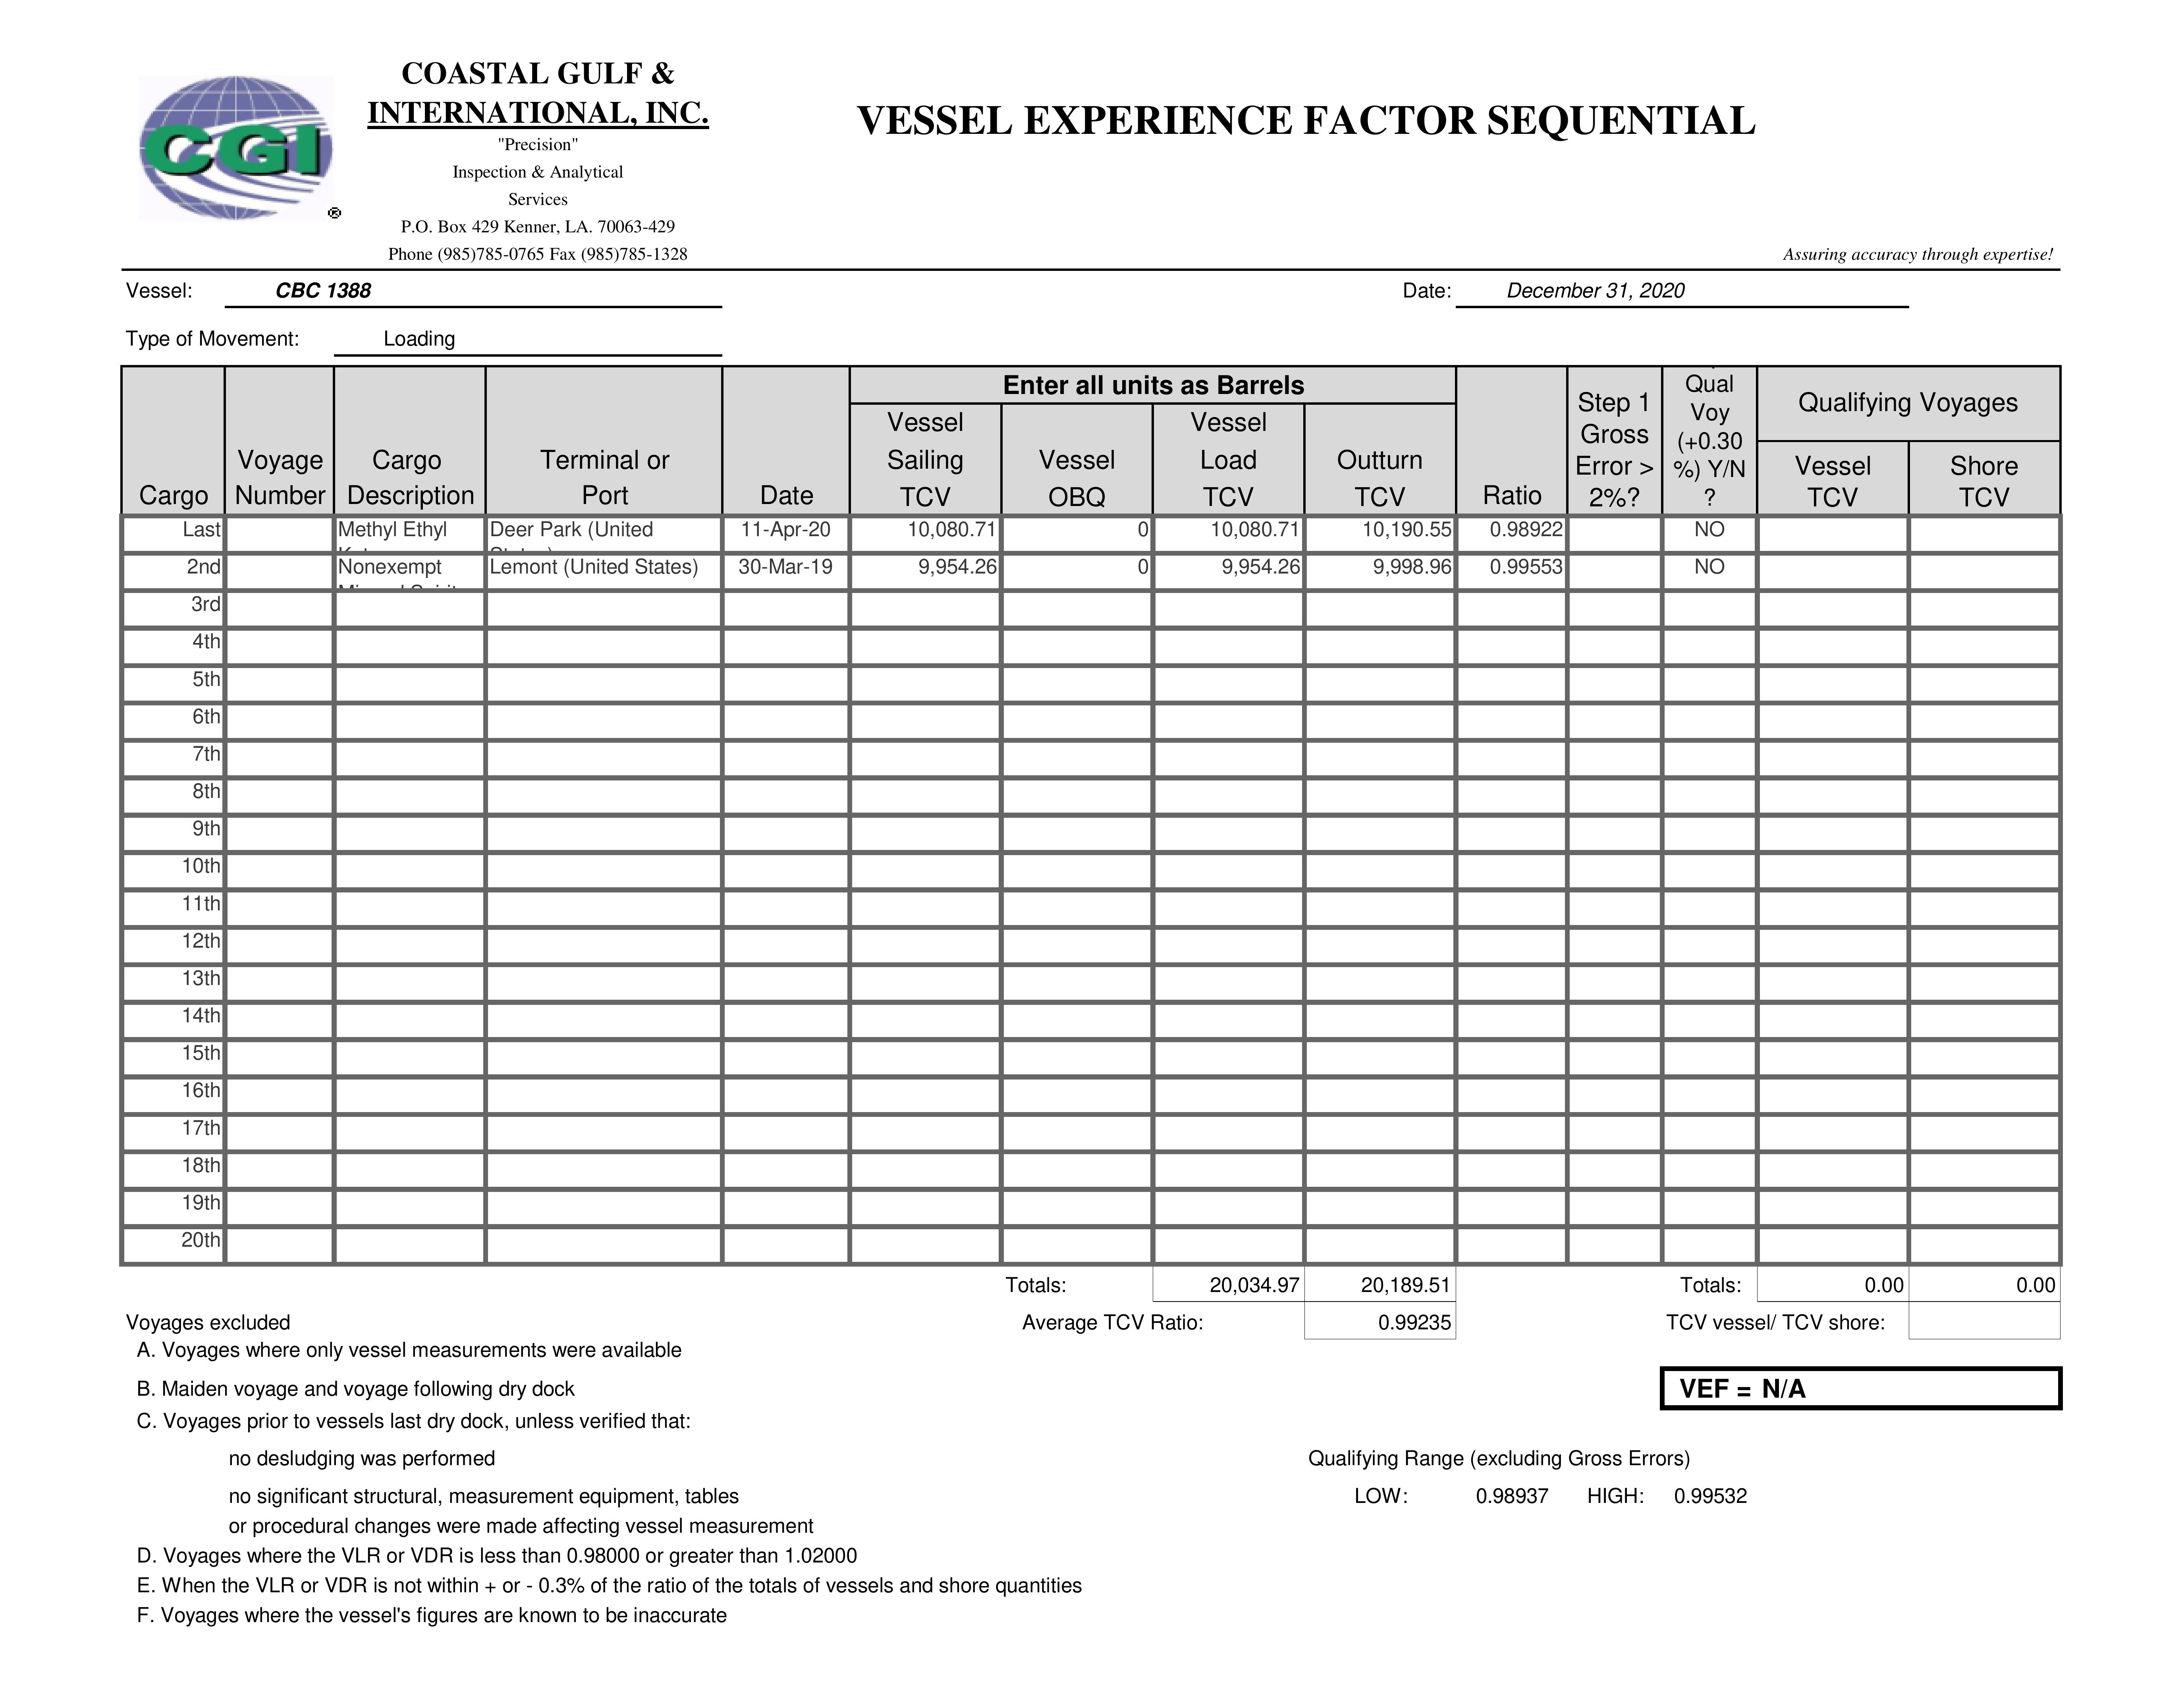 COASTAL GULF &
INTERNATIONAL, INC.
"Precision"
Inspection & Analytical
Services
P.O. Box 429 Kenner, LA. 70063-429
Phone (985)785-0765 Fax (985)785-1328
CGI
®
VESSEL EXPERIENCE FACTOR SEQUENTIAL
Assuring accuracy through expertise!
Vessel: CBC 1388 Date: December 31, 2020
Type of Movement: Loading
Enter all units as Barrels
Cargo
Voyage
Number
Cargo
Description
Terminal or
Port
Date
Vessel
Sailing
TCV
Vessel
OBQ
Vessel
Load
TCV
Outturn
TCV
Ratio
Step 1
Gross
Error >
2%?
Qual
Voy
(+0.30
%) Y/N
?
Qualifying Voyages
Vessel
TCV
Shore
TCV
Last Methyl Ethyl Deer Park (United 11-Apr-20 10,080.71 0 10,080.71 10,190.55 0.98922 NO
2nd Nonexempt Lemont (United States) 30-Mar-19 9,954.26 0 9,954.26 9,998.96 0.99553 NO
3rd
4th
5th
6th
7th
8th
9th
10th
11th
12th
13th
14th
15th
16th
17th
18th
19th
20th
Totals: 20,034.97 20,189.51 Totals: 0.00 0.00
Voyages excluded Average TCV Ratio: 0.99235 TCV vessel/ TCV shore:
A. Voyages where only vessel measurements were available
B. Maiden voyage and voyage following dry dock
VEF = N/A
C. Voyages prior to vessels last dry dock, unless verified that:
no desludging was performed
Qualifying Range (excluding Gross Errors)
no significant structural, measurement equipment, tables
LOW: 0.98937 HIGH: 0.99532
or procedural changes were made affecting vessel measurement
D. Voyages where the VLR or VDR is less than 0.98000 or greater than 1.02000
E. When the VLR or VDR is not within + or - 0.3% of the ratio of the totals of vessels and shore quantities
F. Voyages where the vessel's figures are known to be inaccurate